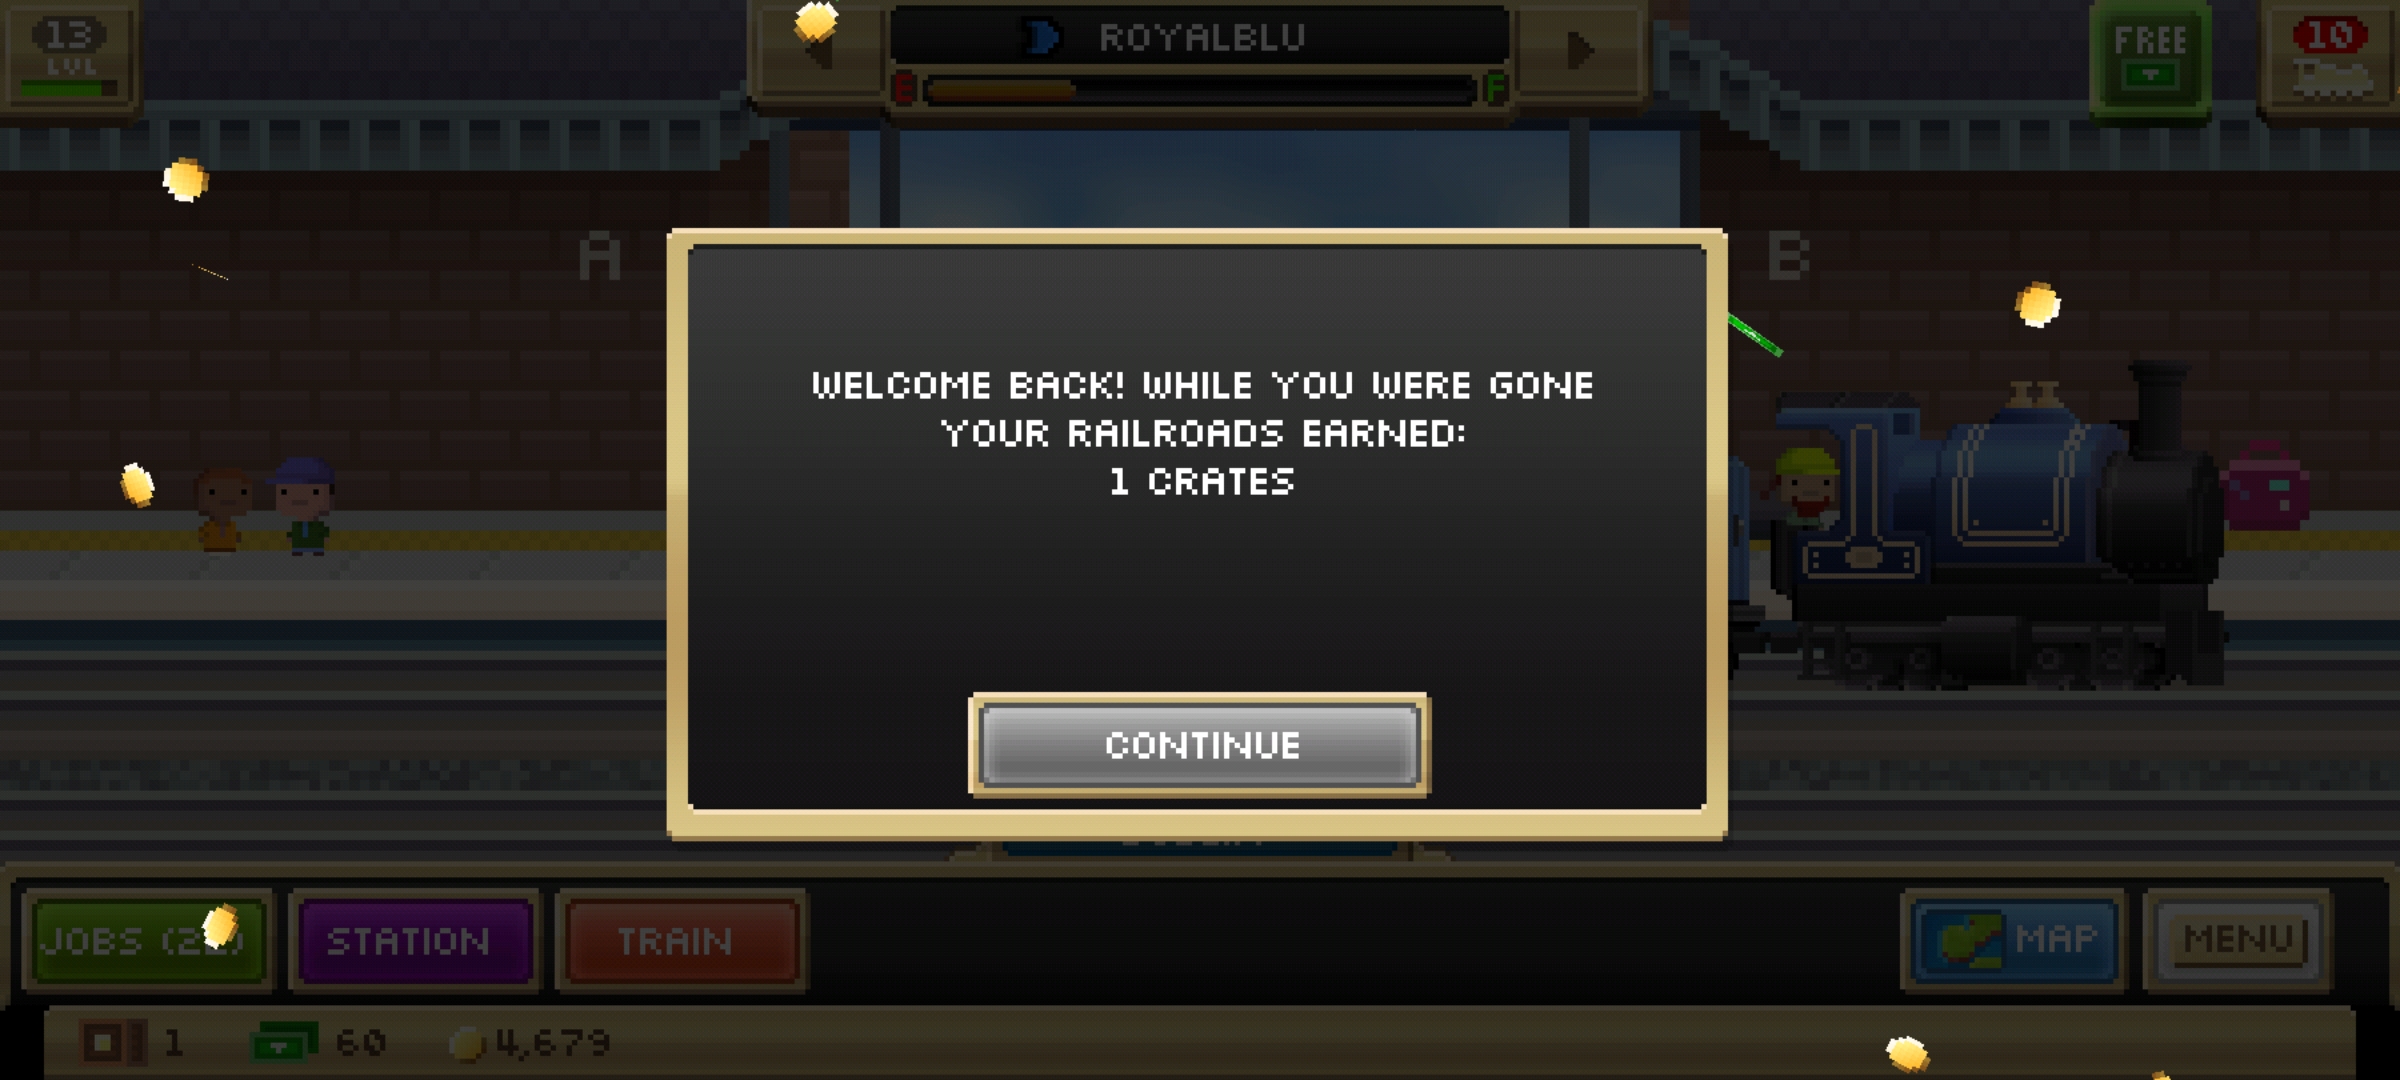 13
LVL
ROYALBLU
E
F
FREE
10
A
B
WELCOME BACK! WHILE YOU WERE GONE
YOUR RAILROADS EARNED:
1 CRATES
CONTINUE
STATION
TRAIN
MAP
MENU
JOBS
1
60
4,679